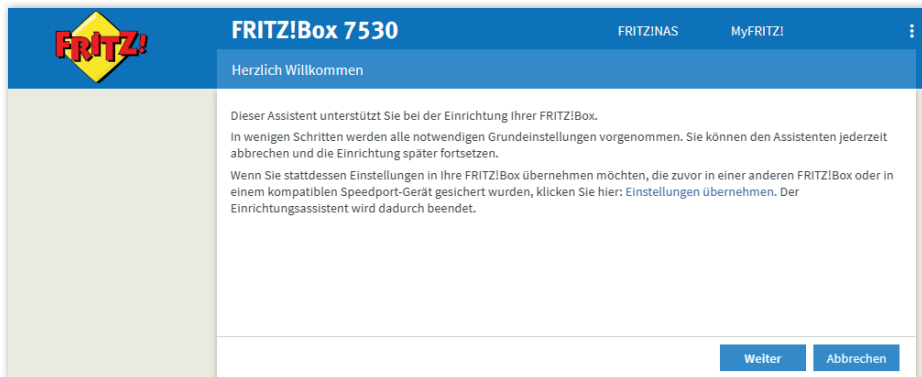 FRITZ!
FRITZ!Box 7530
FRITZ!NAS
MyFRITZ!
Herzlich Willkommen
Dieser Assistent unterstützt Sie bei der Einrichtung Ihrer FRITZ!Box.
In wenigen Schritten werden alle notwendigen Grundeinstellungen vorgenommen. Sie können den Assistenten jederzeit
abbrechen und die Einrichtung später fortsetzen.
Wenn Sie stattdessen Einstellungen in Ihre FRITZ!Box übernehmen möchten, die zuvor in einer anderen FRITZ!Box oder in
einem kompatiblen Speedport-Gerät gesichert wurden, klicken Sie hier: Einstellungen übernehmen. Der
Einrichtungsassistent wird dadurch beendet.
Weiter
Abbrechen